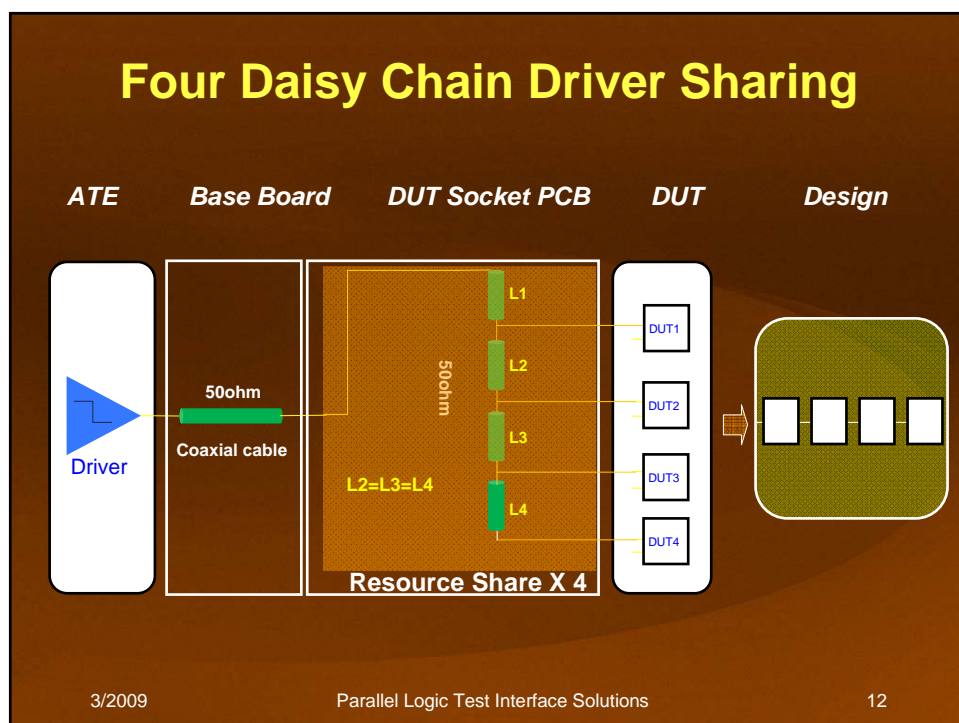 Four Daisy Chain Driver Sharing
ATE
Base Board
DUT Socket PCB
DUT
Design
L1
DUT1
L2
50ohm
50ohm
DUT2
Coaxial cable
L3
Driver
DUT3
L2=L3=L4
L4
DUT4
Resource Share X 4
3/2009
Parallel Logic Test Interface Solutions
12